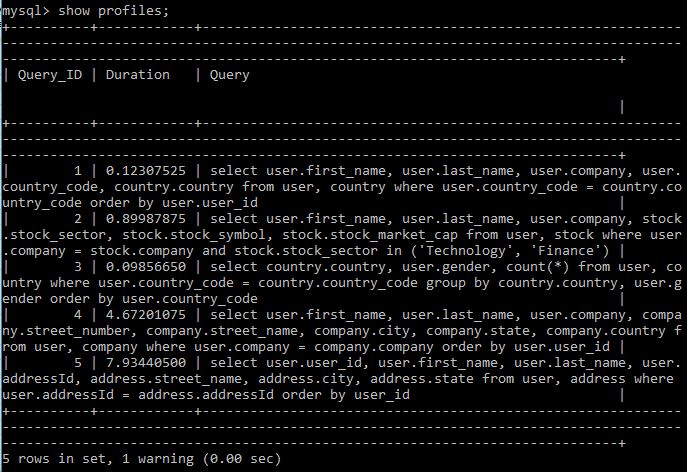 mysql> show profiles;
+----------+------------+--------------------------------------------------------------
---------------------------------------------------------------------------------------
-------------------------------------------------------------------------------+
| Query_ID | Duration   | Query
|
+----------+------------+--------------------------------------------------------------
---------------------------------------------------------------------------------------
-------------------------------------------------------------------------------+
|        1 | 0.12307525 | select user.first_name, user.last_name, user.company, user.
country_code, country.country from user, country where user.country_code = country.co
untry_code order by user.user_id                                               |
|        2 | 0.89987875 | select user.first_name, user.last_name, user.company, stock
.stock_sector, stock.stock_symbol, stock.stock_market_cap from user, stock where user
.company = stock.company and stock.stock_sector in ('Technology', 'Finance') |
|        3 | 0.09856650 | select country.country, user.gender, count(*) from user, co
untry where user.country_code = country.country_code group by country.country, user.g
ender order by user.country_code                                               |
|        4 | 4.67201075 | select user.first_name, user.last_name, user.company, compa
ny.street_number, company.street_name, company.city, company.state, company.country f
rom user, company where user.company = company.company order by user.user_id |
|        5 | 7.93440500 | select user.user_id, user.first_name, user.last_name, user.
addressId, address.street_name, address.city, address.state from user, address where
user.addressId = address.addressId order by user_id                            |
+----------+------------+--------------------------------------------------------------
---------------------------------------------------------------------------------------
-------------------------------------------------------------------------------+
5 rows in set, 1 warning (0.00 sec)